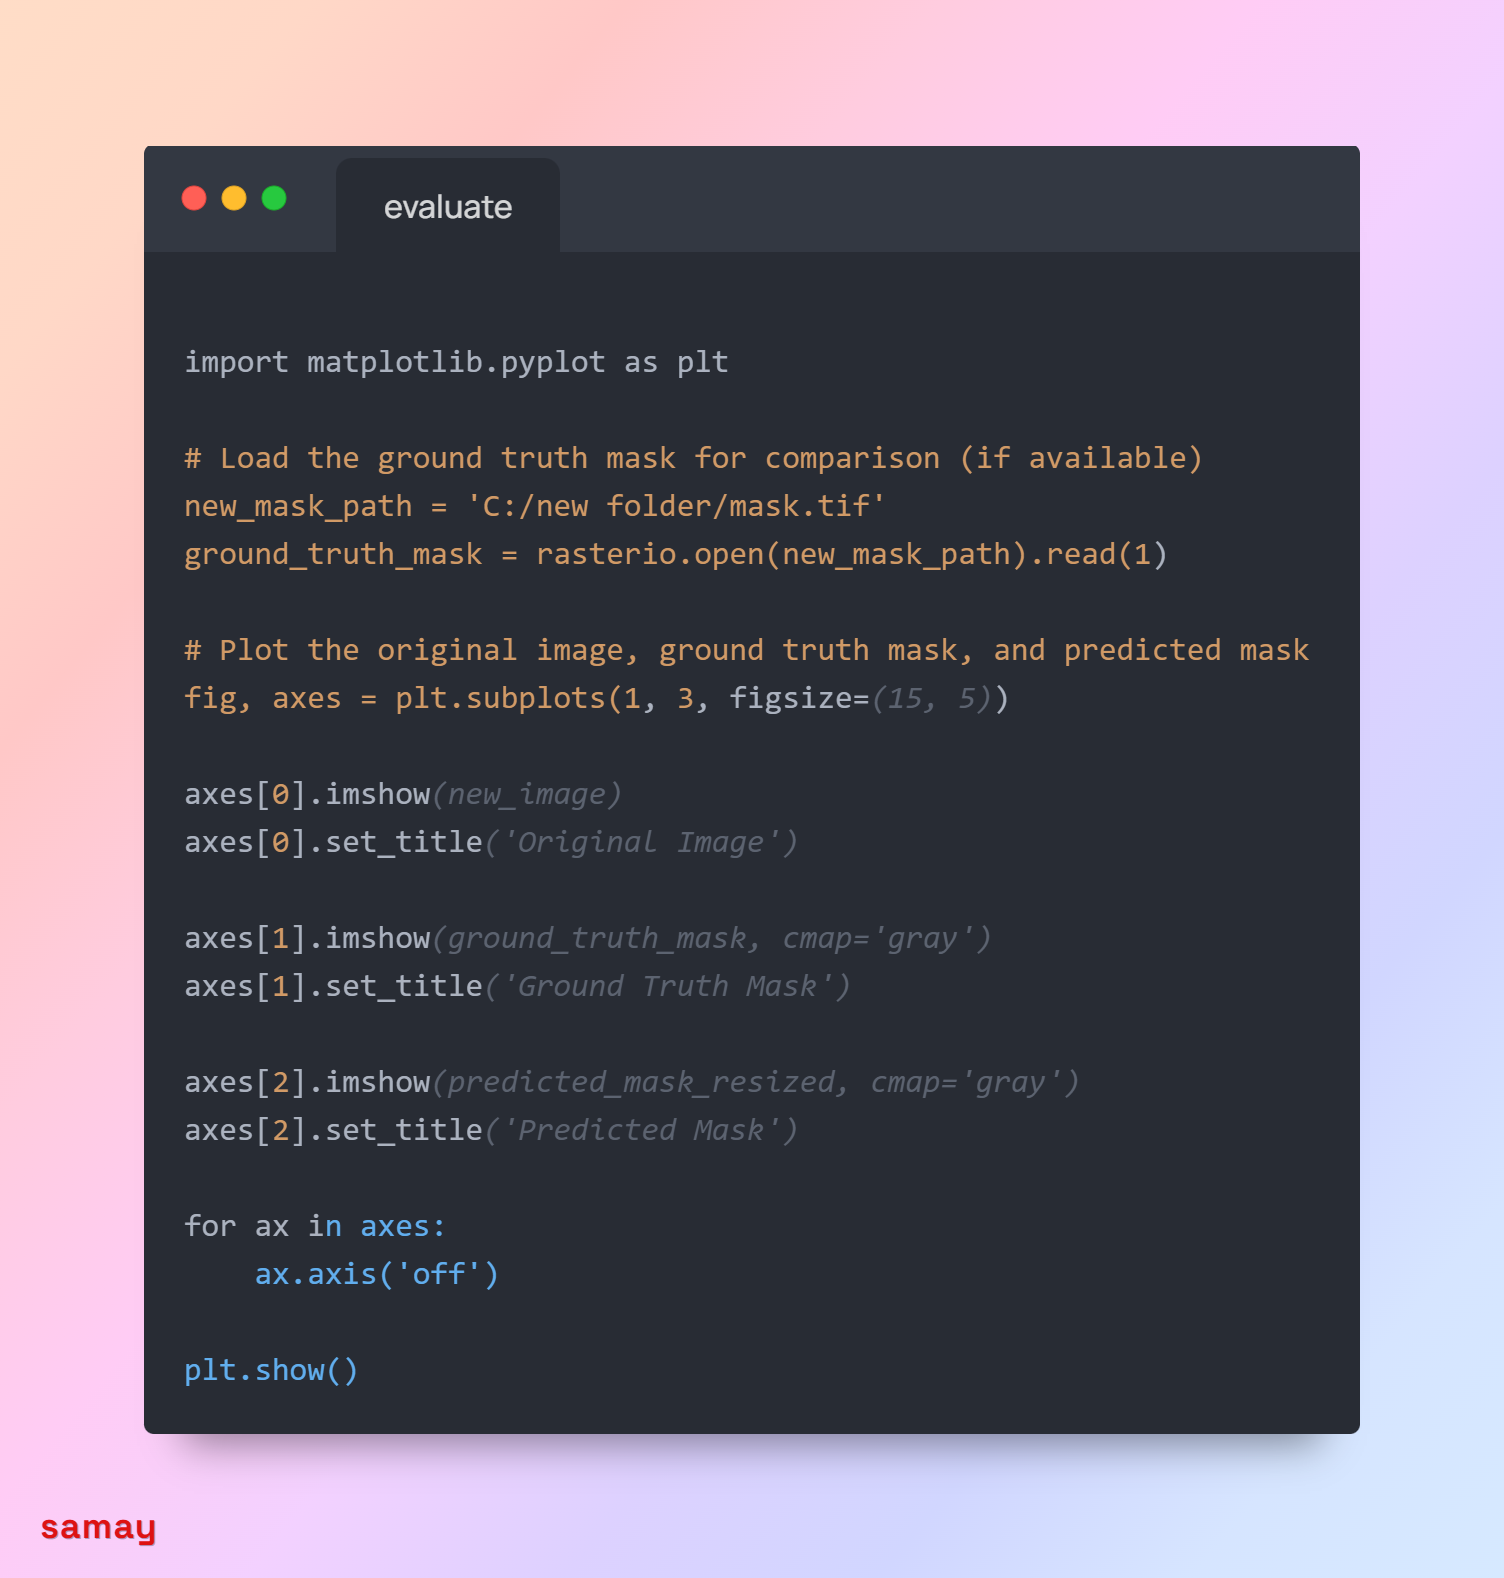 evaluate
import matplotlib.pyplot as plt
# Load the ground truth mask for comparison (if available)
new_mask_path = 'C:/new folder/mask.tif'
ground_truth_mask = rasterio.open(new_mask_path).read(1)
# Plot the original image, ground truth mask, and predicted mask
fig, axes = plt.subplots(1, 3, figsize=(15, 5))
axes[0].imshow(new_image)
axes[0].set_title('Original Image')
axes[1].imshow(ground_truth_mask, cmap='gray')
axes[1].set_title('Ground Truth Mask')
axes[2].imshow(predicted_mask_resized, cmap='gray')
axes[2].set_title('Predicted Mask')
for ax in axes:
    ax.axis('off')
plt.show()
samay